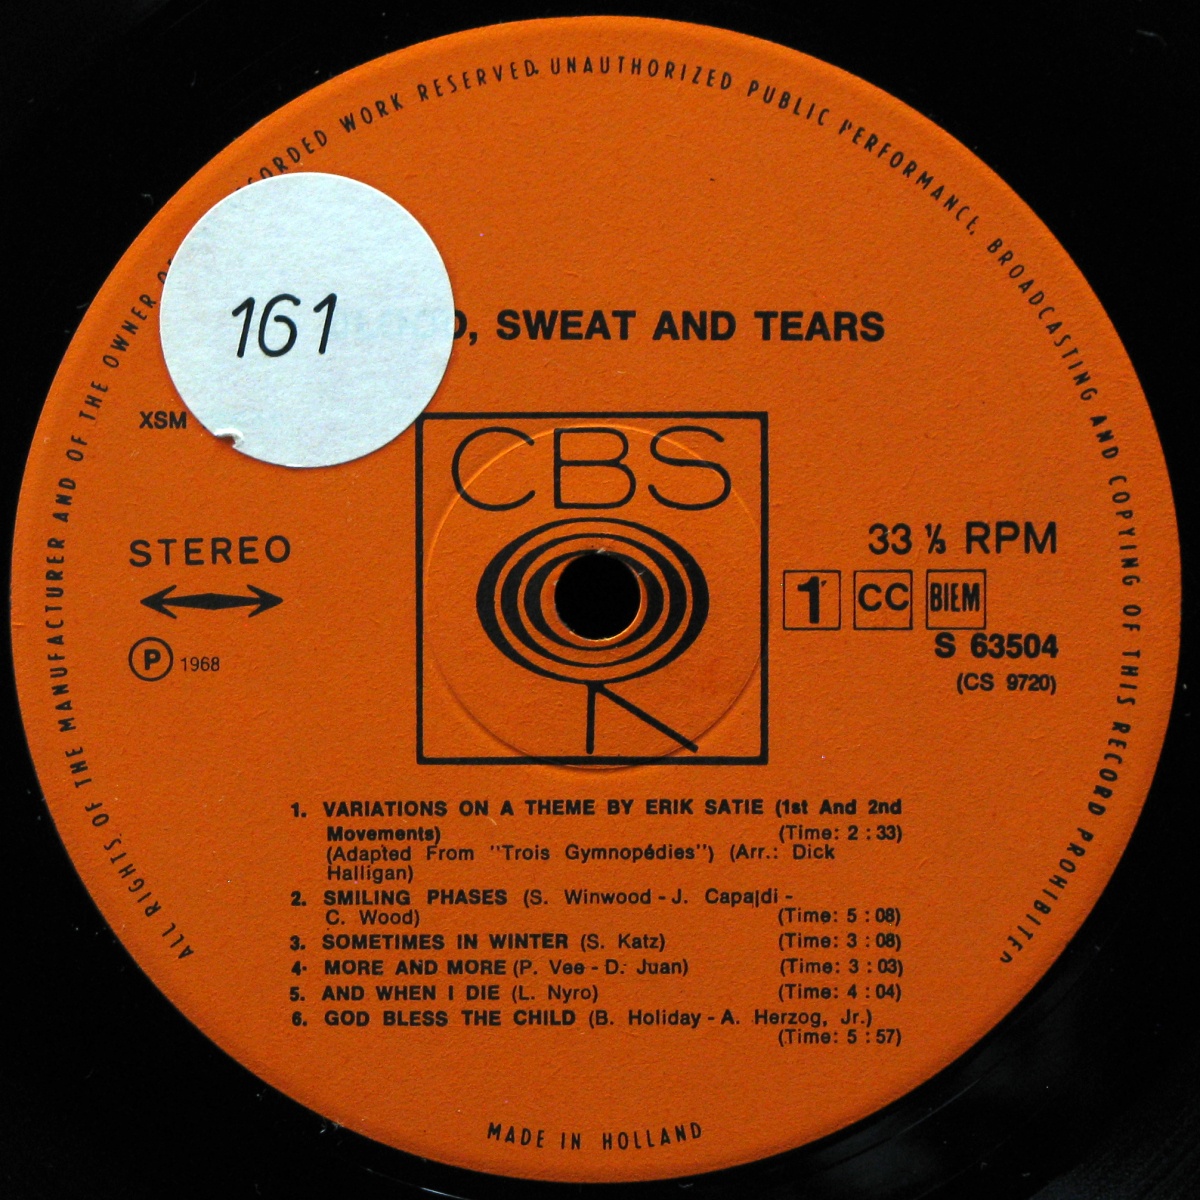 ALL RIGHTS OF THE MANUFACTURER AND OF THE OWNER RECORDED WORK RESERVED. UNAUTHORIZED PUBLIC PERFORMANCE, BROADCASTING AND COPYING OF THIS RECORD PROHIBITED
161
SWEAT AND TEARS
XSM
CBS
STEREO
33 ⅓ RPM
1 CC BIEM
S 63504
(CS 9720)
P 1968
1. VARIATIONS ON A THEME BY ERIK SATIE (1st And 2nd
Movements) (Time: 2 : 33)
(Adapted From "Trois Gymnopédies") (Arr.: Dick
Halligan)
2. SMILING PHASES (S. Winwood - J. Capaldi -
C. Wood) (Time: 5 : 08)
3. SOMETIMES IN WINTER (S. Katz) (Time: 3 : 08)
4. MORE AND MORE (P. Vee - D. Juan) (Time: 3 : 03)
5. AND WHEN I DIE (L. Nyro) (Time: 4 : 04)
6. GOD BLESS THE CHILD (B. Holiday - A. Herzog, Jr.)
(Time: 5 : 57)
MADE IN HOLLAND